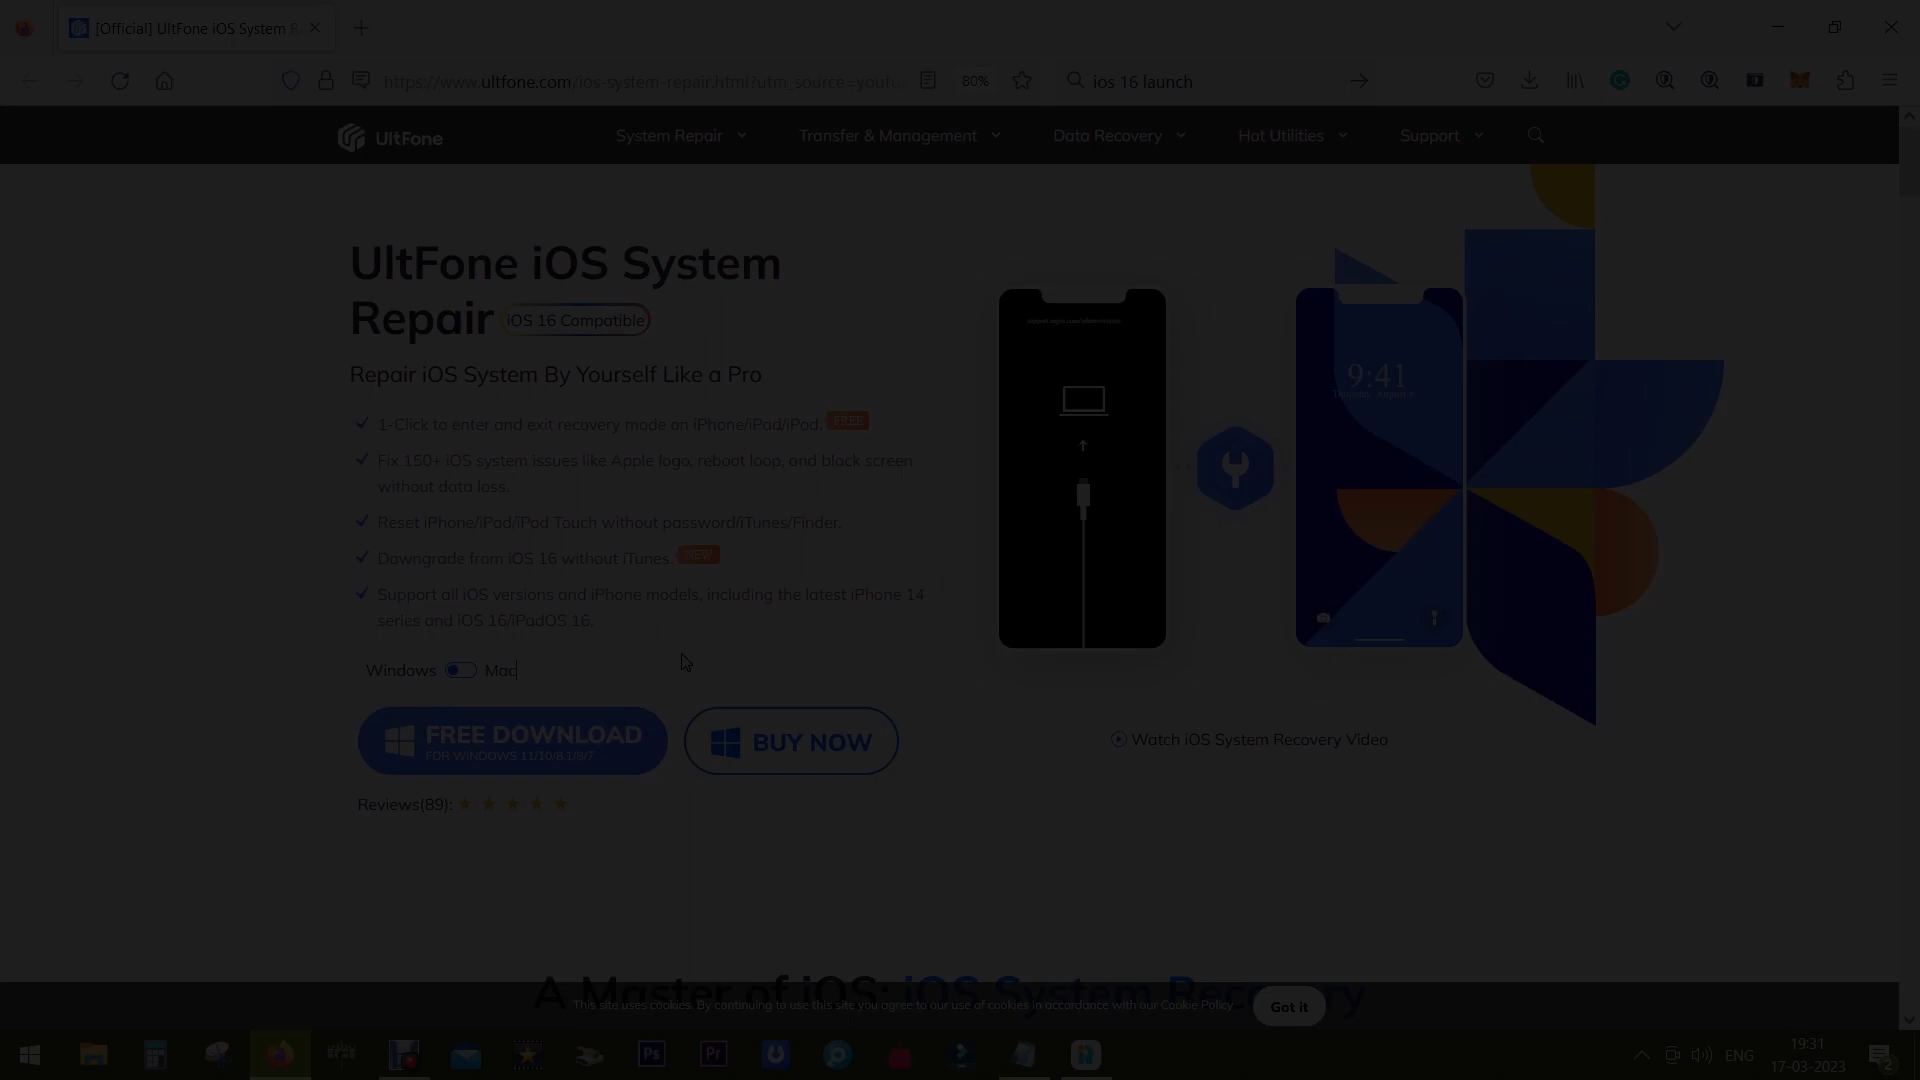 [Official] UltFone iOS System R
https://www.ultfone.com/ios-system-repair.html?utm_source=youtu
80%
ios 16 launch
UltFone
System Repair
Transfer & Management
Data Recovery
Hot Utilities
Support
UltFone iOS System
Repair
iOS 16 Compatible
Repair iOS System By Yourself Like a Pro
1-Click to enter and exit recovery mode on iPhone/iPad/iPad. FREE
Fix 150+ iOS system issues like Apple logo, reboot loop, and black screen
without data loss.
Reset iPhone/iPad/iPod Touch without password/iTunes/Finder.
Downgrade from iOS 16 without iTunes. NEW
Support all iOS versions and iPhone models, including the latest iPhone 14
series and iOS 16/iPadOS 16.
Windows
Mac
FREE DOWNLOAD
FOR WINDOWS 11/10/8.1/8/7
BUY NOW
Reviews(89):
9:41
Watch iOS System Recovery Video
A Master of iOS: iOS System Recovery
This site uses cookies. By continuing to use this site you agree to our use of cookies in accordance with our Cookie Policy
Got it
Ps
Pr
ENG
19:31
17-03-2023
2